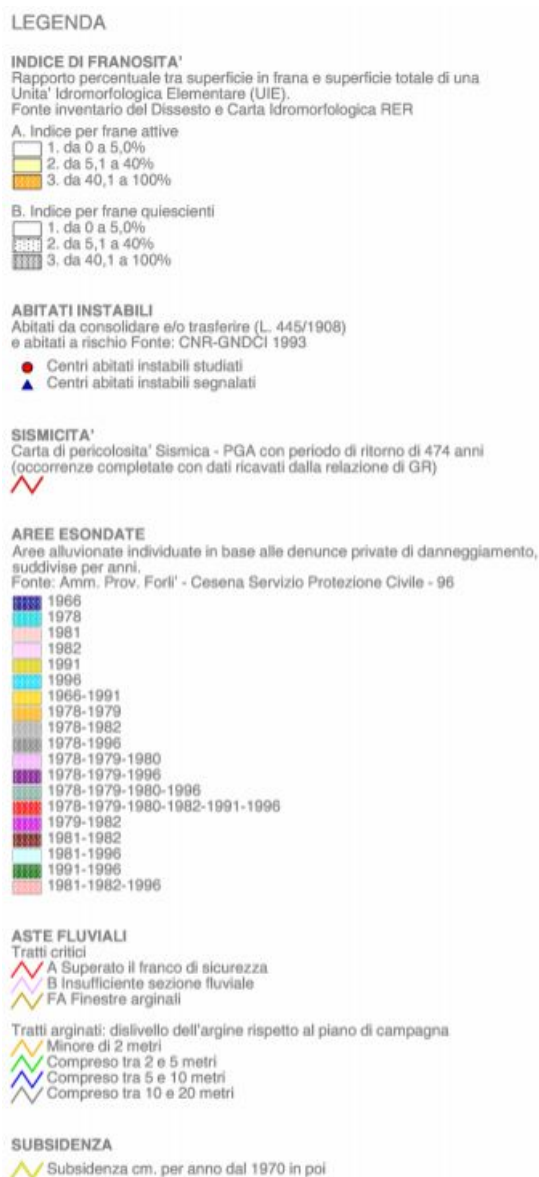 LEGENDA
INDICE DI FRANOSITA'
Rapporto percentuale tra superficie in frana e superficie totale di una
Unita' Idromorfologica Elementare (UIE).
Fonte inventario del Dissesto e Carta Idromorfologica RER
A. Indice per frane attive
1. da 0 a 5,0%
2. da 5,1 a 40%
3. da 40,1 a 100%
B. Indice per frane quiescienti
1. da 0 a 5,0%
2. da 5,1 a 40%
3. da 40,1 a 100%
ABITATI INSTABILI
Abitati da consolidare e/o trasferire (L. 445/1908)
e abitati a rischio Fonte: CNR-GNDCI 1993
Centri abitati instabili studiati
Centri abitati instabili segnalati
SISMICITA'
Carta di pericolosita' Sismica - PGA con periodo di ritorno di 474 anni
(occorrenze completate con dati ricavati dalla relazione di GR)
AREE ESONDATE
Aree alluvionate individuate in base alle denunce private di danneggiamento,
suddivise per anni.
Fonte: Amm. Prov. Forli' - Cesena Servizio Protezione Civile - 96
1966
1978
1981
1982
1991
1996
1966-1991
1978-1979
1978-1982
1978-1996
1978-1979-1980
1978-1979-1996
1978-1979-1980-1996
1978-1979-1980-1982-1991-1996
1979-1982
1981-1982
1981-1996
1991-1996
1981-1982-1996
ASTE FLUVIALI
Tratti critici
A Superato il franco di sicurezza
B Insufficiente sezione fluviale
FA Finestre arginali
Tratti arginati: dislivello dell'argine rispetto al piano di campagna
Minore di 2 metri
Compreso tra 2 e 5 metri
Compreso tra 5 e 10 metri
Compreso tra 10 e 20 metri
SUBSIDENZA
Subsidenza cm. per anno dal 1970 in poi